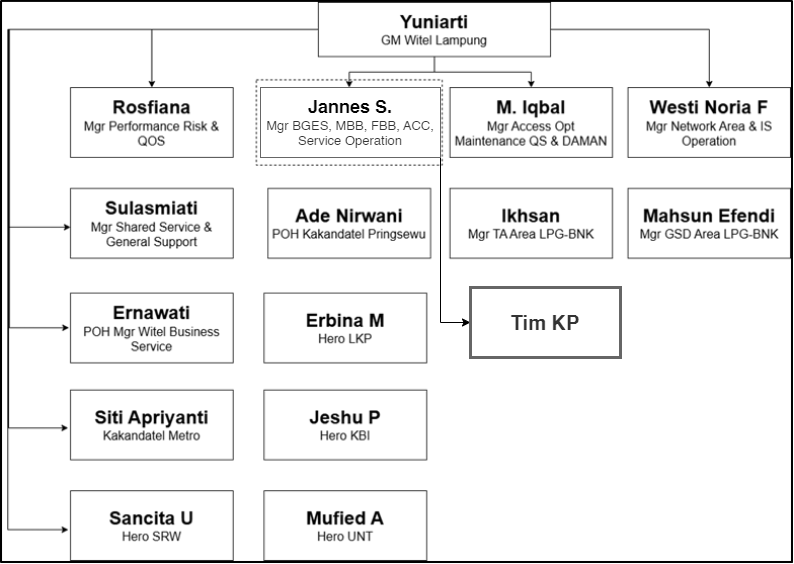 Yuniarti
GM Witel Lampung
Rosfiana
Mgr Performance Risk &
QOS
Jannes S.
Mgr BGES, MBB, FBB, ACC,
Service Operation
M. Iqbal
Mgr Access Opt
Maintenance QS & DAMAN
Westi Noria F
Mgr Network Area & IS
Operation
Sulasmiati
Mgr Shared Service &
General Support
Ade Nirwani
POH Kakandatel Pringsewu
Ikhsan
Mgr TA Area LPG-BNK
Mahsun Efendi
Mgr GSD Area LPG-BNK
Ernawati
POH Mgr Witel Business
Service
Erbina M
Hero LKP
Tim KP
Siti Apriyanti
Kakandatel Metro
Jeshu P
Hero KBI
Sancita U
Hero SRW
Mufied A
Hero UNT